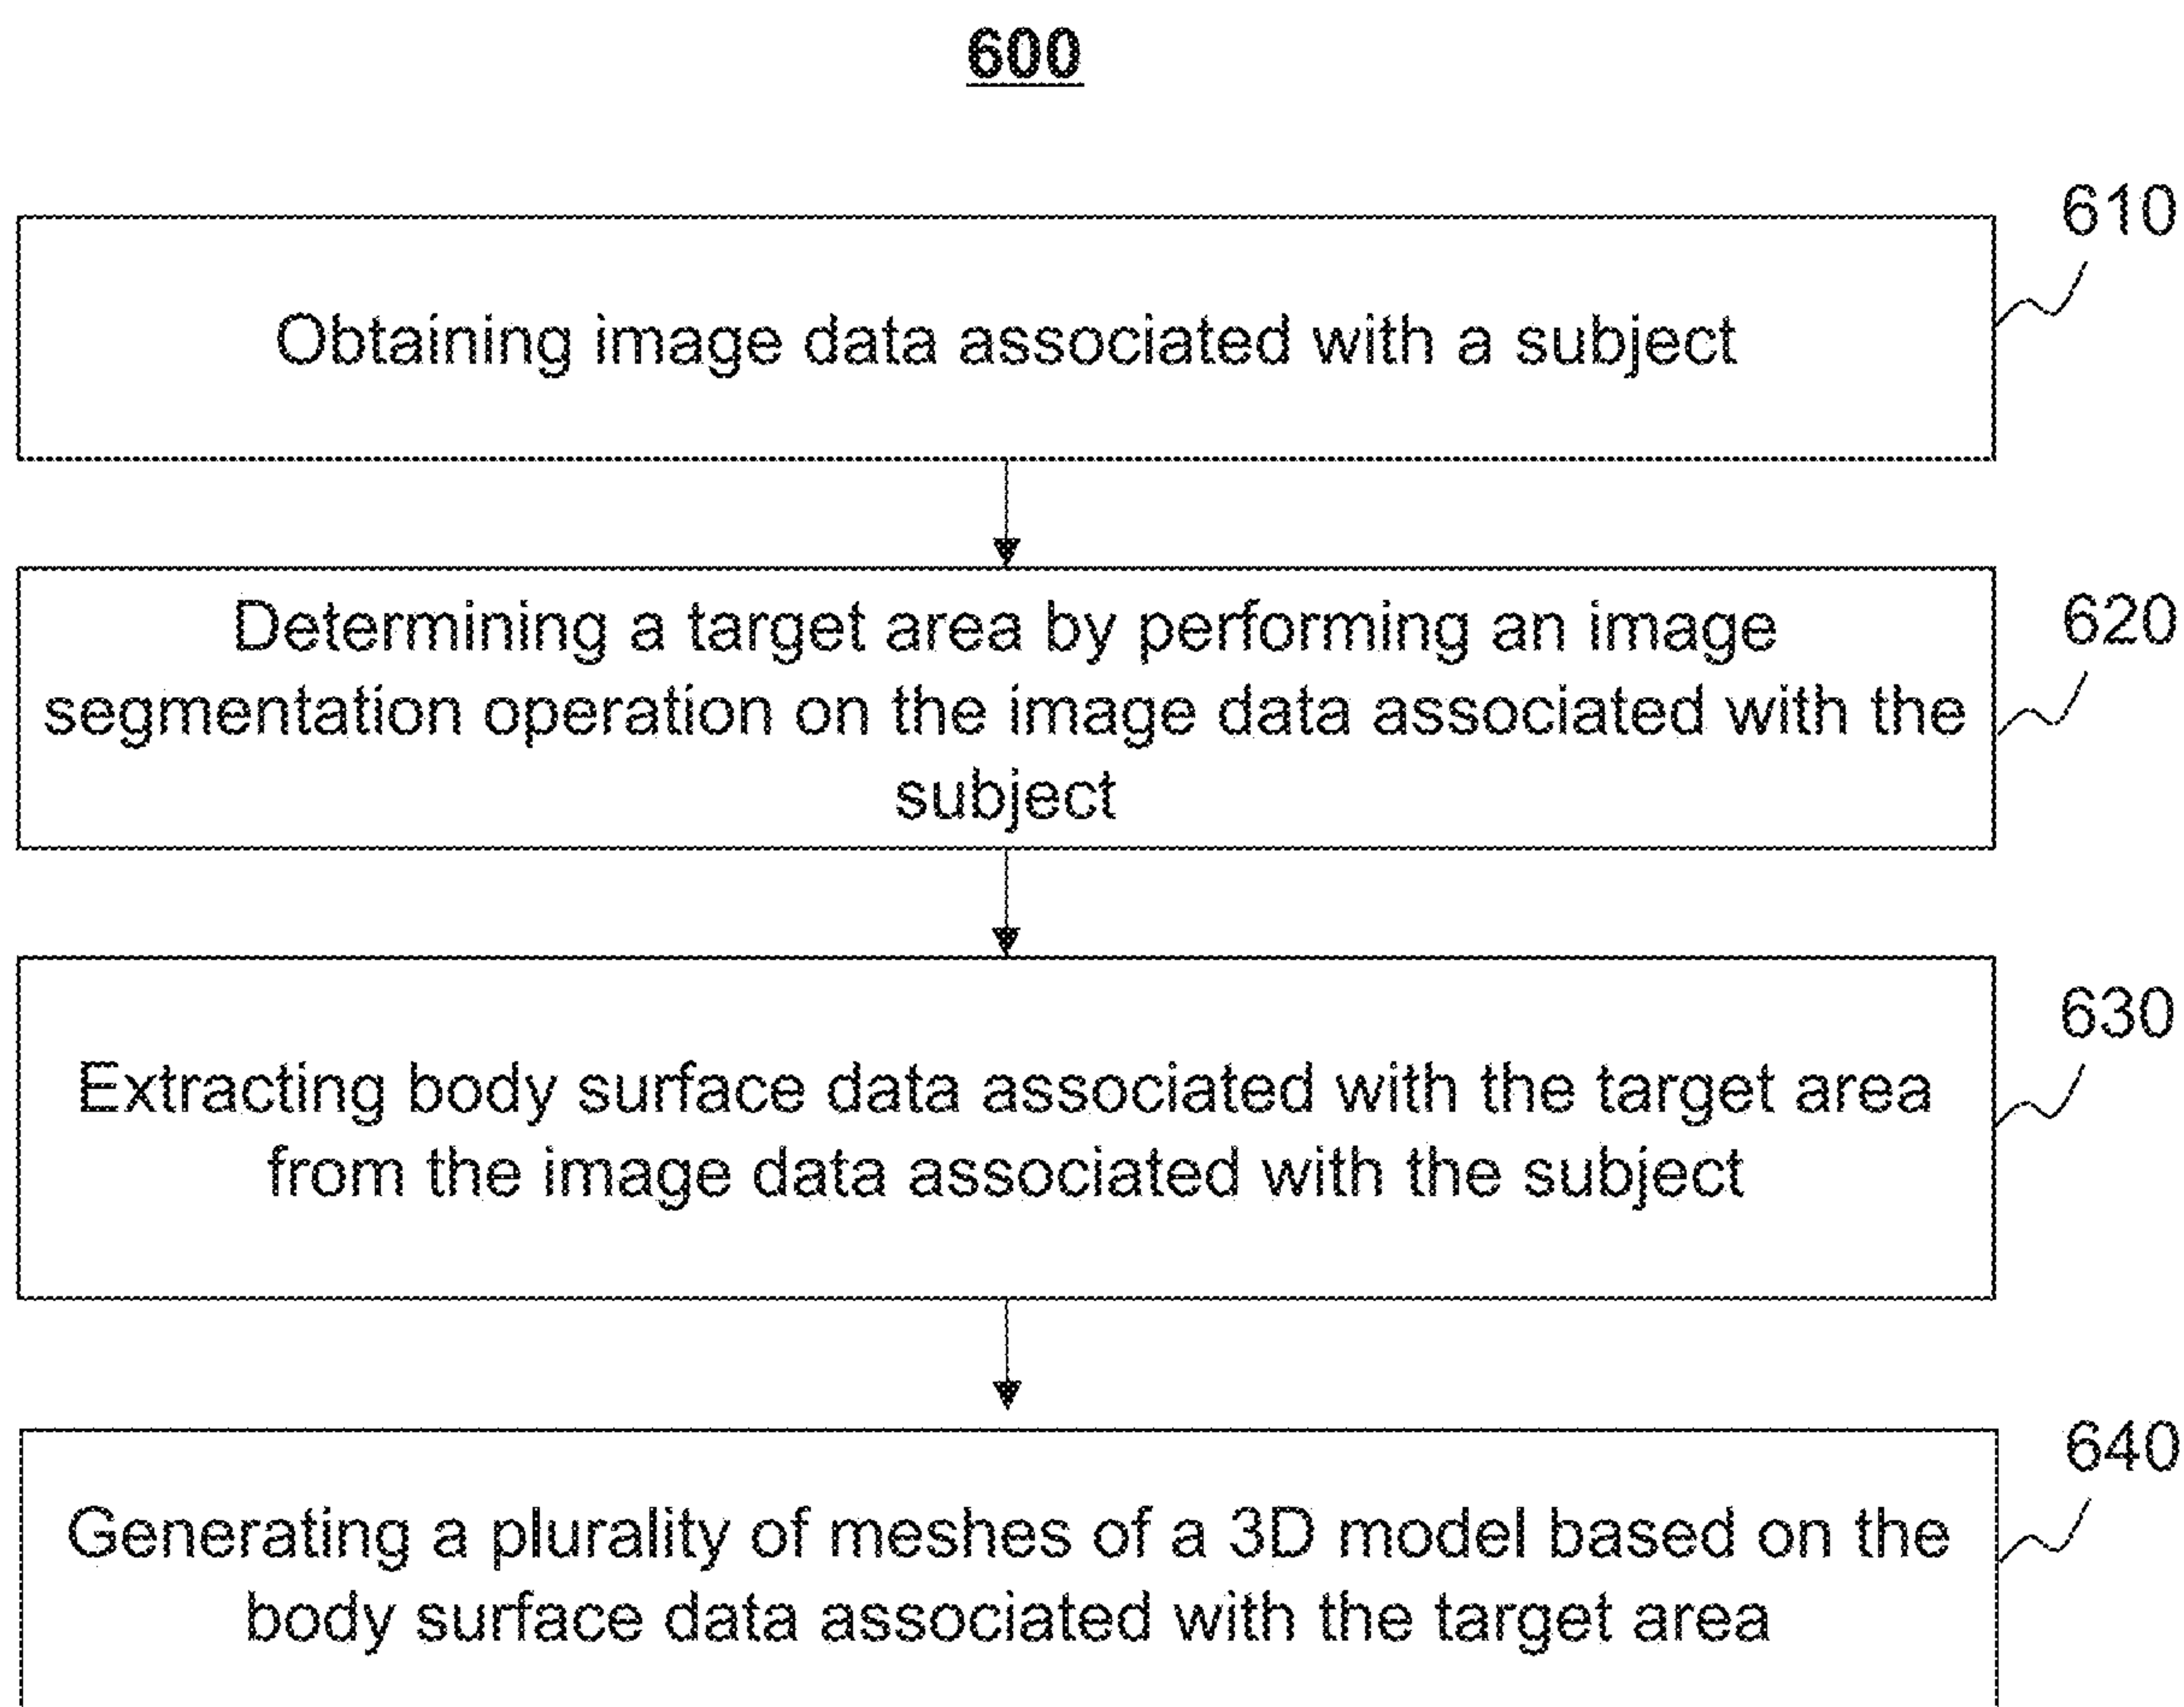 600
610
Obtaining image data associated with a subject
620
Determining a target area by performing an image
segmentation operation on the image data associated with the
subject
630
Extracting body surface data associated with the target area
from the image data associated with the subject
640
Generating a plurality of meshes of a 3D model based on the
body surface data associated with the target area